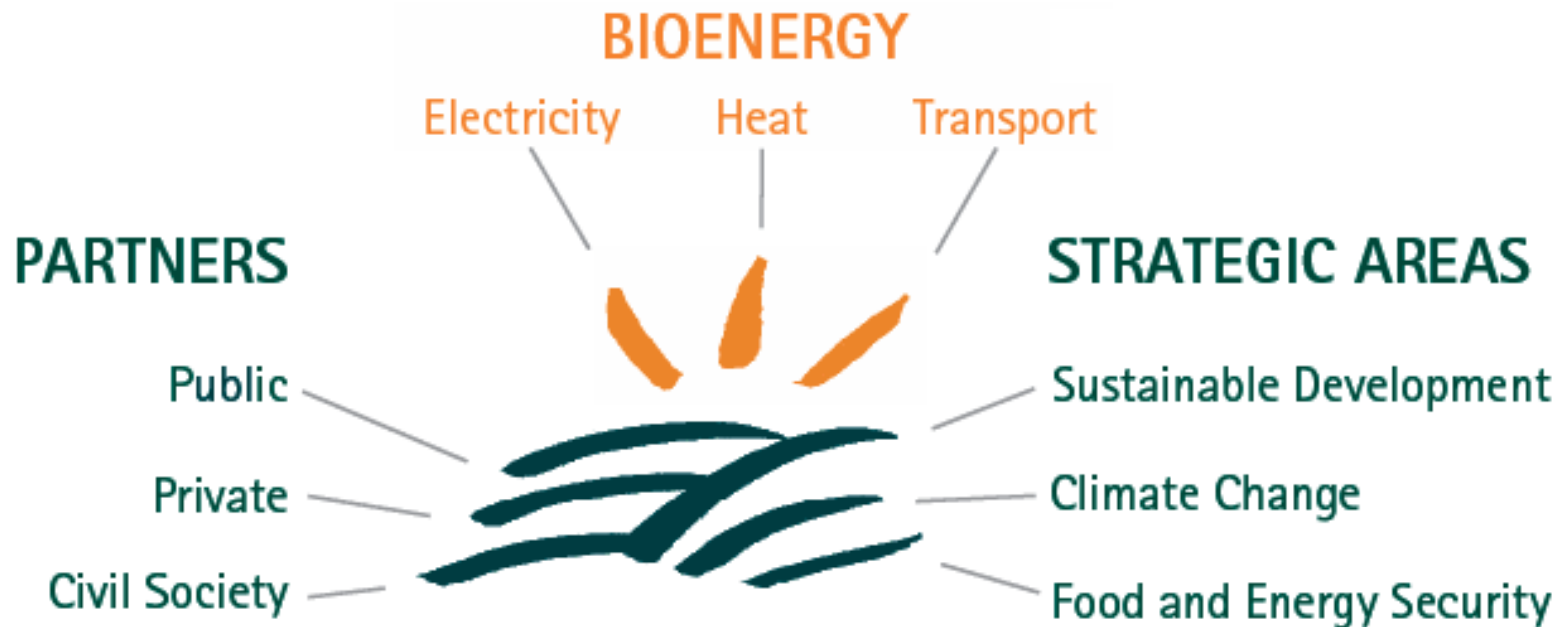 BIOENERGY
Electricity Heat Transport
PARTNERS
Public
Private
Civil Society
STRATEGIC AREAS
Sustainable Development
Climate Change
Food and Energy Security